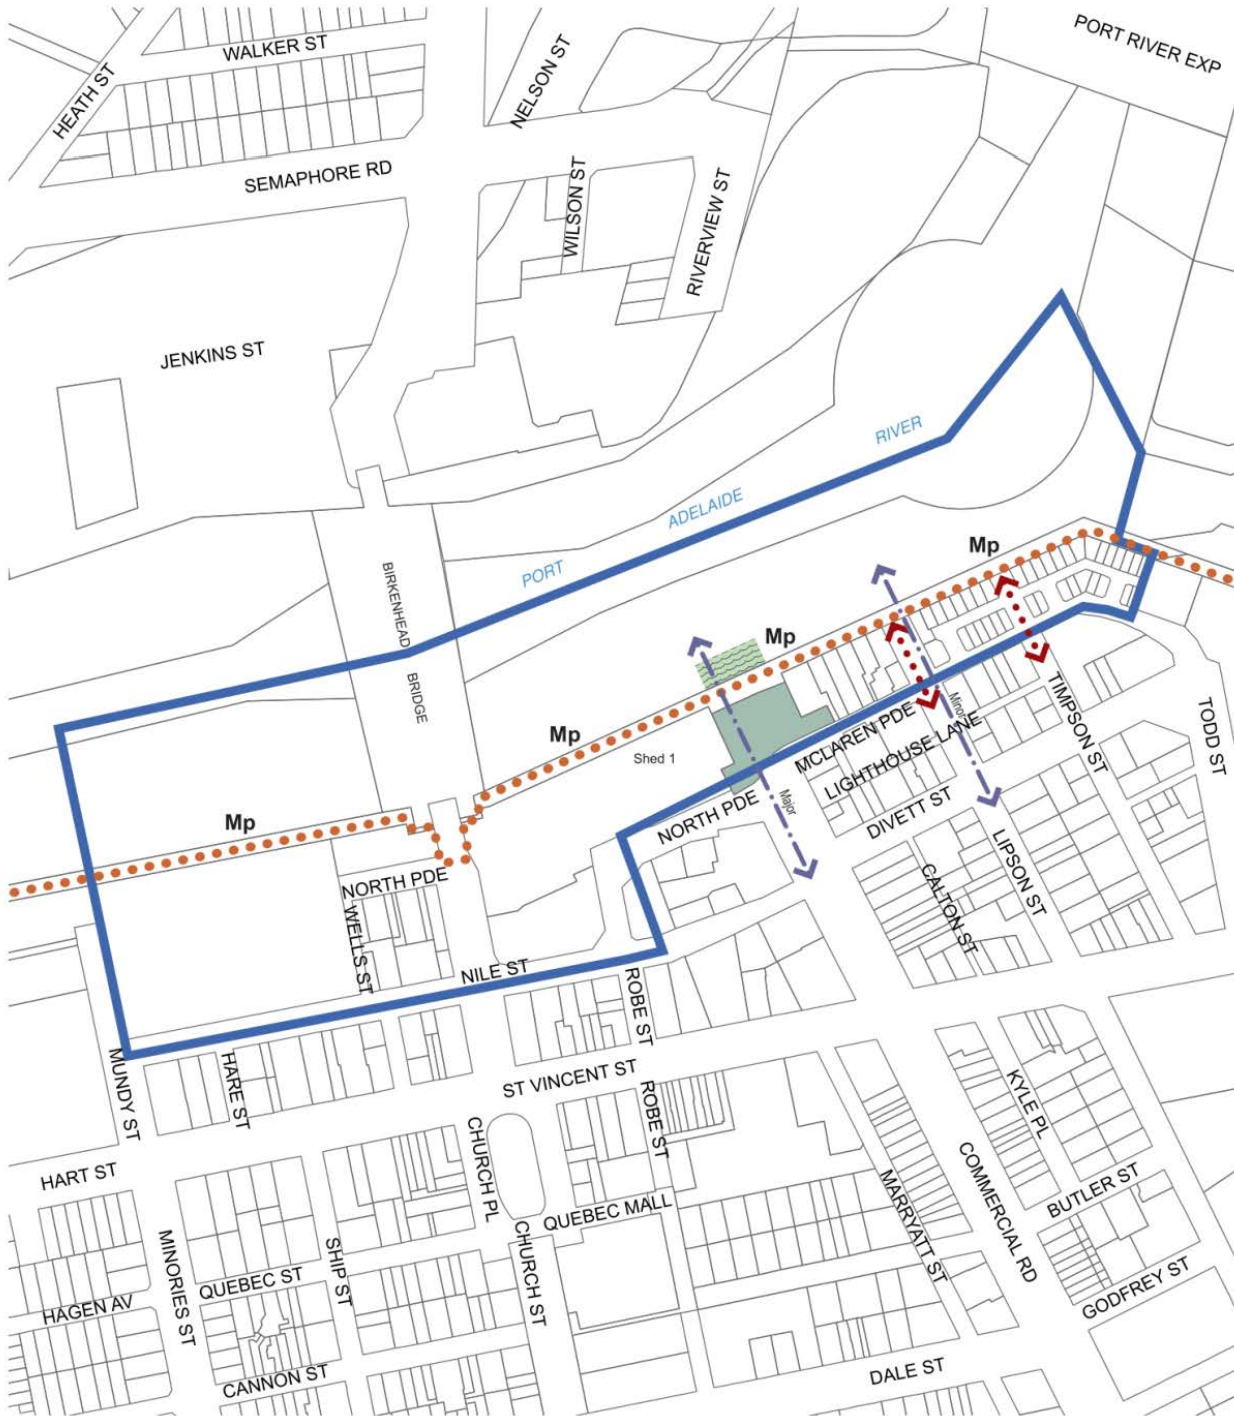 PORT RIVER EXP
WALKER ST
NELSON ST
HEATH ST
SEMAPHORE RD
WILSON ST
RIVERVIEW ST
JENKINS ST
RIVER
ADELAIDE
PORT
Mp
BIRKENHEAD
BRIDGE
Mp
Mp
Mp
Shed 1
Minor
Major
TIMPSON ST
TODD ST
MCLAREN PDE
LIGHTHOUSE LANE
NORTH PDE
DIVETT ST
Mp
LIPSON ST
CALTON ST
NORTH PDE
WELLS ST
NILE ST
ROBE ST
MUNDY ST
HARE ST
ST VINCENT ST
ROBE ST
KYLE PL
CHURCH PL
COMMERCIAL RD
HART ST
MARRYATT ST
BUTLER ST
QUEBEC MALL
MINORIES ST
SHIP ST
CHURCH ST
QUEBEC ST
GODFREY ST
HAGEN AV
CANNON ST
DALE ST